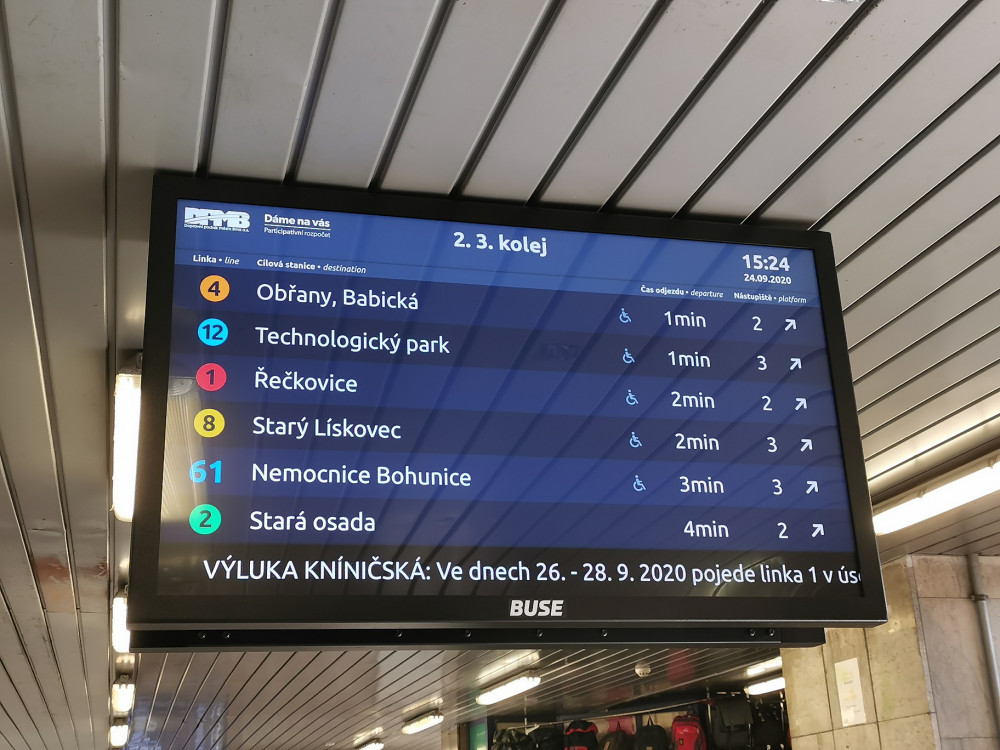 DPMB
Dopravní podnik města Brna, a.s.
Dáme na vás
Participativní rozpočet
2. 3. kolej
15:24
24.09.2020
Linka • line Cílová stanice • destination Čas odjezdu • departure Nástupiště • platform
4 Obřany, Babická 1min 2
12 Technologický park 1min 3
1 Řečkovice 2min 2
8 Starý Lískovec 2min 3
61 Nemocnice Bohunice 3min 3
2 Stará osada 4min 2
VÝLUKA KNÍNIČSKÁ: Ve dnech 26. - 28. 9. 2020 pojede linka 1 v ús
BUSE